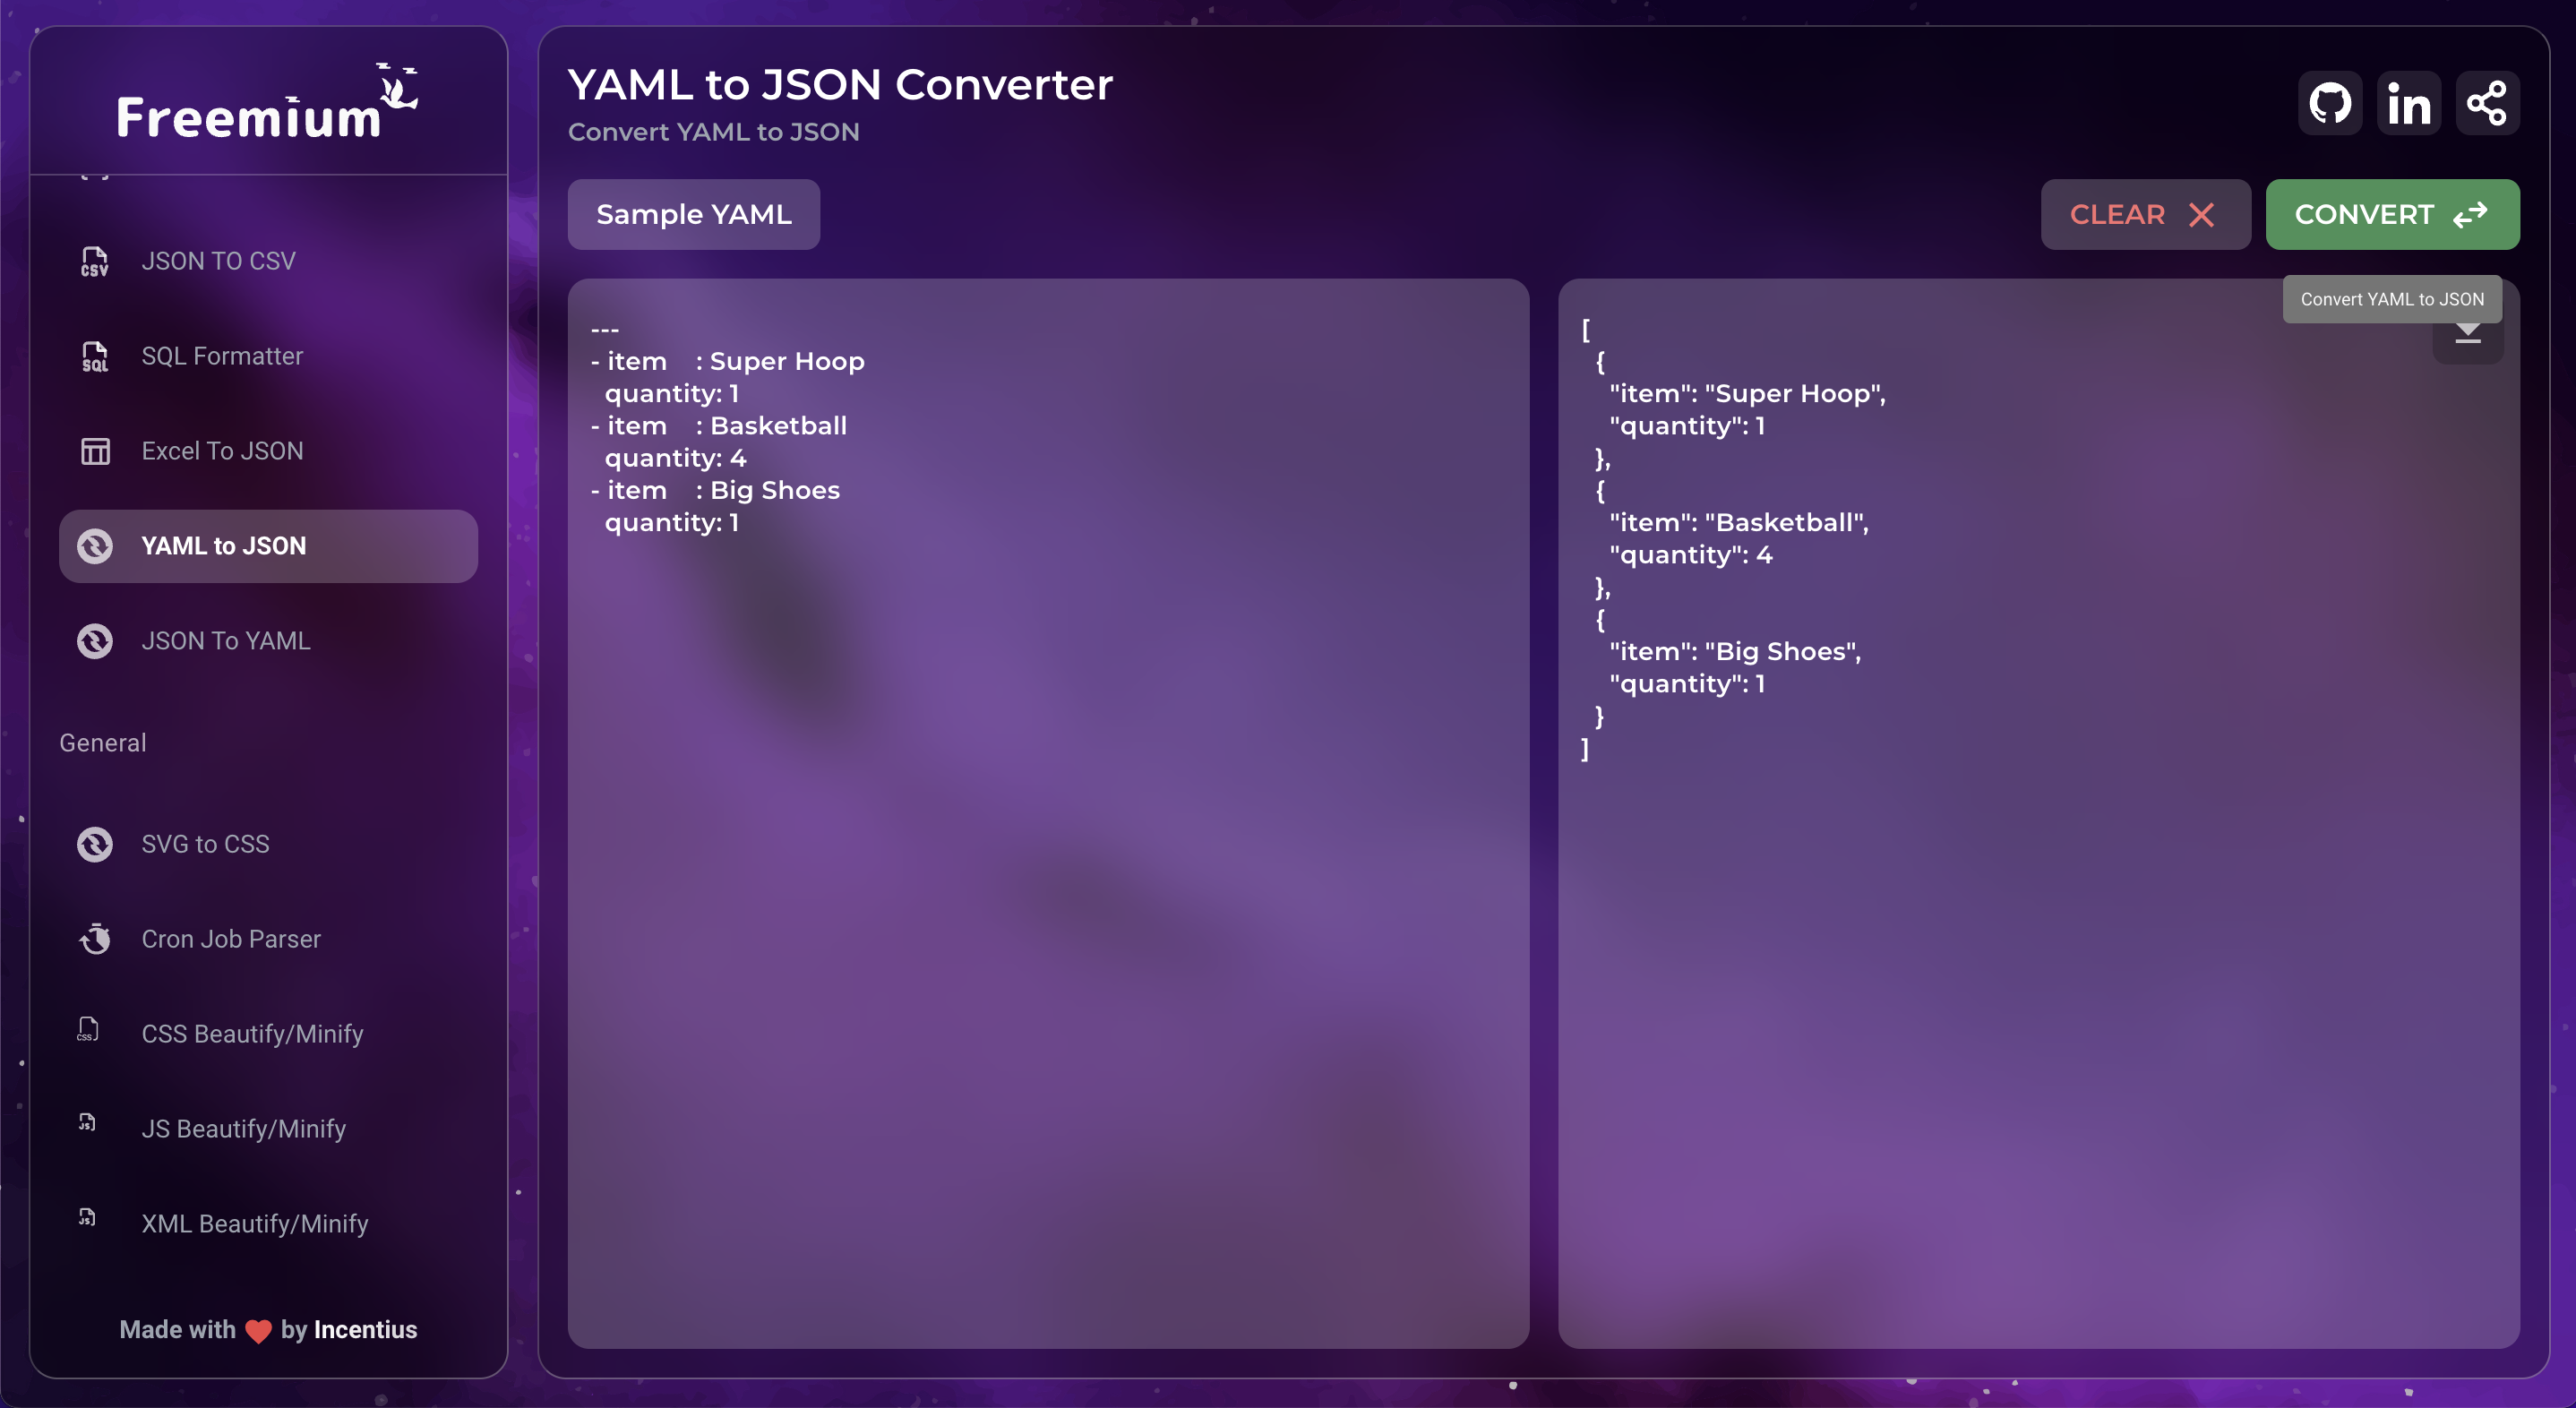 Freemium
JSON TO CSV
SQL Formatter
Excel To JSON
YAML to JSON
JSON To YAML
General
SVG to CSS
Cron Job Parser
CSS Beautify/Minify
JS Beautify/Minify
XML Beautify/Minify
Made with ❤ by Incentius
YAML to JSON Converter
Convert YAML to JSON
Sample YAML
CLEAR
CONVERT
Convert YAML to JSON
---
- item    : Super Hoop
  quantity: 1
- item    : Basketball
  quantity: 4
- item    : Big Shoes
  quantity: 1
[
  {
    "item": "Super Hoop",
    "quantity": 1
  },
  {
    "item": "Basketball",
    "quantity": 4
  },
  {
    "item": "Big Shoes",
    "quantity": 1
  }
]